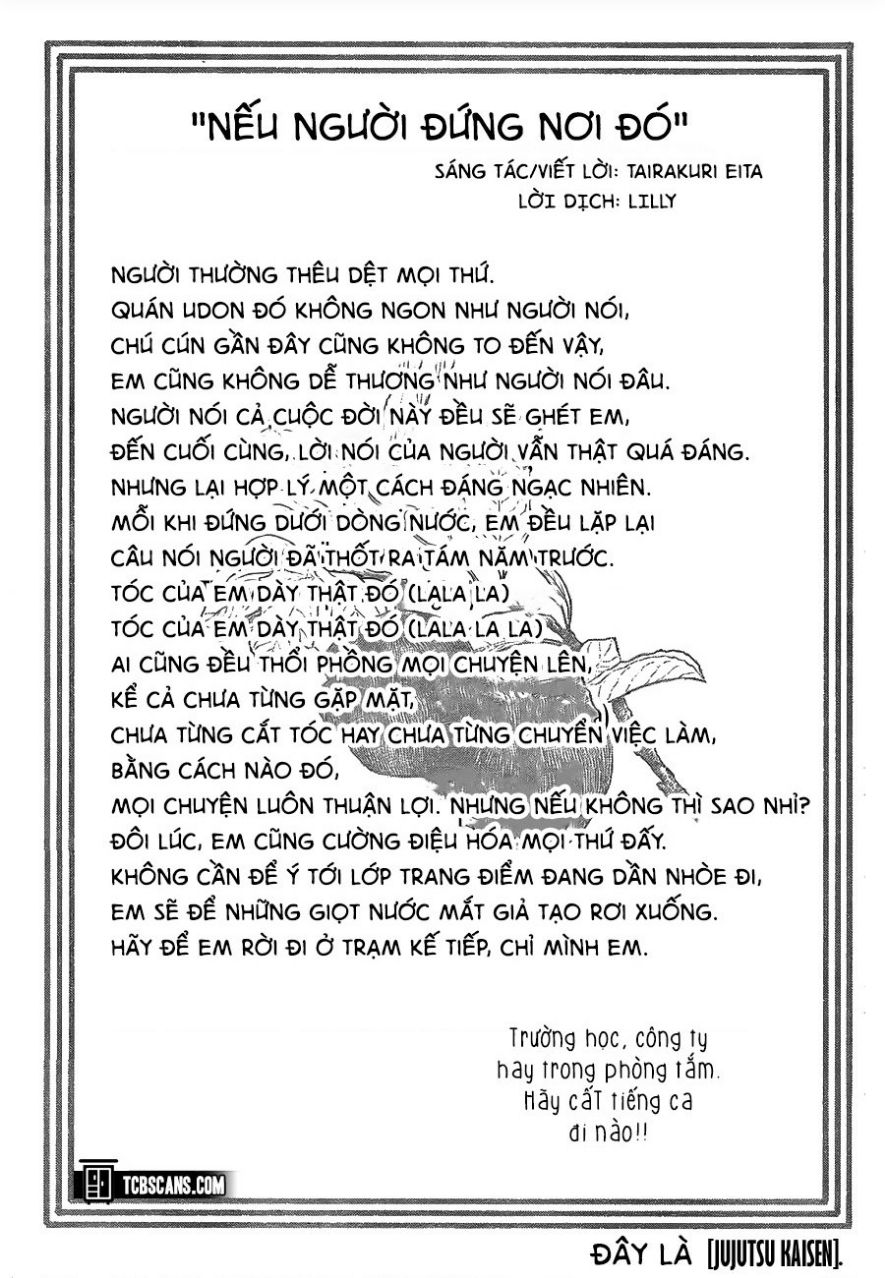 "NẾU NGƯỜI ĐỨNG NƠI ĐÓ"
SÁNG TÁC/VIẾT LỜI: TAIRAKURI EITA
LỜI DỊCH: LILLY
NGƯỜI THƯỜNG THÊU DỆT MỌI THỨ.
QUÁN UDON ĐÓ KHÔNG NGON NHƯ NGƯỜI NÓI,
CHÚ CÚN GẦN ĐÂY CŨNG KHÔNG TO ĐẾN VẬY,
EM CŨNG KHÔNG DỄ THƯƠNG NHƯ NGƯỜI NÓI ĐÂU.
NGƯỜI NÓI CẢ CUỘC ĐỜI NÀY ĐỀU SẼ GHÉT EM,
ĐẾN CUỐI CÙNG, LỜI NÓI CỦA NGƯỜI VẪN THẬT QUÁ ĐÁNG.
NHƯNG LẠI HỢP LÝ MỘT CÁCH ĐÁNG NGẠC NHIÊN.
MỖI KHI ĐỨNG DƯỚI DÒNG NƯỚC, EM ĐỀU LẶP LẠI
CÂU NÓI NGƯỜI ĐÃ THỐT RA TÁM NĂM TRƯỚC.
TÓC CỦA EM DÀY THẬT ĐÓ (LALA LA)
TÓC CỦA EM DÀY THẬT ĐÓ (LALA LA LA)
AI CŨNG ĐỀU THỔI PHỒNG MỌI CHUYỆN LÊN,
KỂ CẢ CHƯA TỪNG GẶP MẶT,
CHƯA TỪNG CẮT TÓC HAY CHƯA TỪNG CHUYỂN VIỆC LÀM,
BẰNG CÁCH NÀO ĐÓ,
MỌI CHUYỆN LUÔN THUẬN LỢI. NHƯNG NẾU KHÔNG THÌ SAO NHỈ?
ĐÔI LÚC, EM CŨNG CƯỜNG ĐIỆU HÓA MỌI THỨ ĐẤY.
KHÔNG CẦN ĐỂ Ý TỚI LỚP TRANG ĐIỂM ĐANG DẦN NHÒE ĐI,
EM SẼ ĐỂ NHỮNG GIỌT NƯỚC MẮT GIẢ TẠO RƠI XUỐNG.
HÃY ĐỂ EM RỜI ĐI Ở TRẠM KẾ TIẾP, CHỈ MÌNH EM.
Trường học, công ty
hay trong phòng tắm.
Hãy cấT tiếng ca
đi nào!!
TCBSCANS.COM
ĐÂY LÀ [JUJUTSU KAISEN].